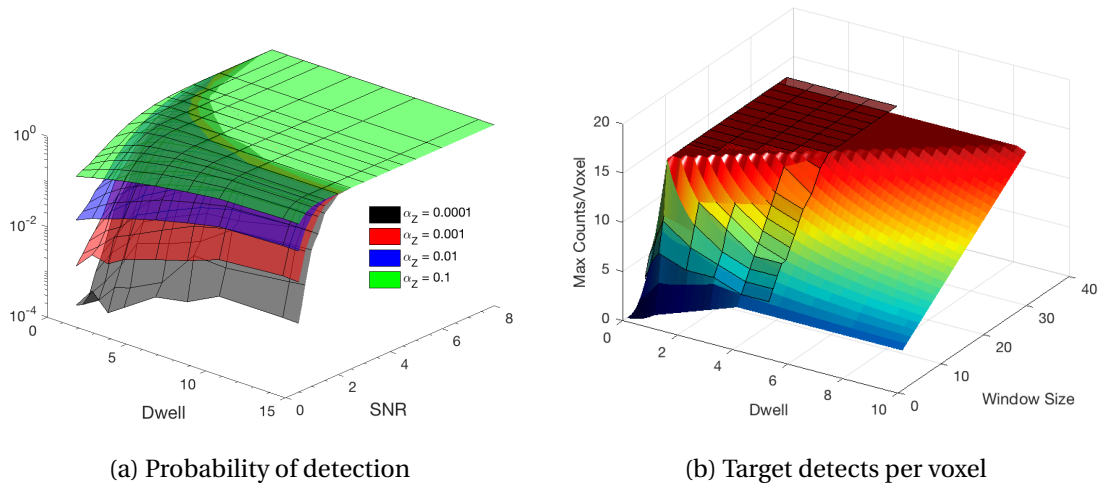 10^0
10^-2
10^-4
0
5
10
15
Dwell
0
2
4
6
8
SNR
α_Z = 0.0001
α_Z = 0.001
α_Z = 0.01
α_Z = 0.1
(a) Probability of detection
Max Counts/Voxel
20
15
10
5
0
0
2
4
6
8
10
Dwell
0
10
20
30
40
Window Size
(b) Target detects per voxel